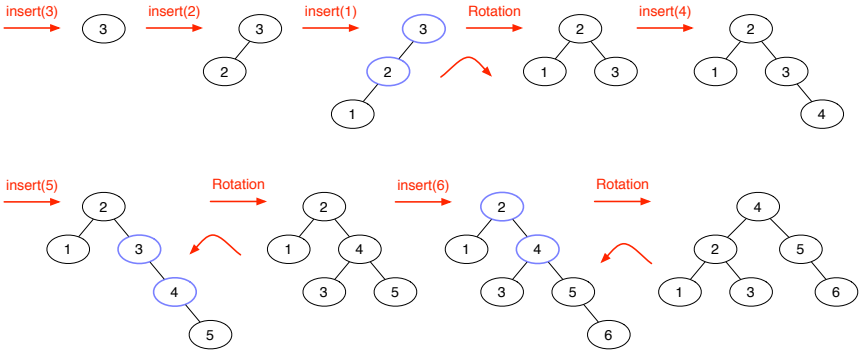 insert(3) insert(2) insert(1) Rotation insert(4)
3 3 3 2 2
2 2 1 3 1 3
1 4
insert(5) Rotation insert(6) Rotation
2 2 2 4
1 3 1 4 1 4 2 5
4 3 5 3 5 1 3 6
5 6